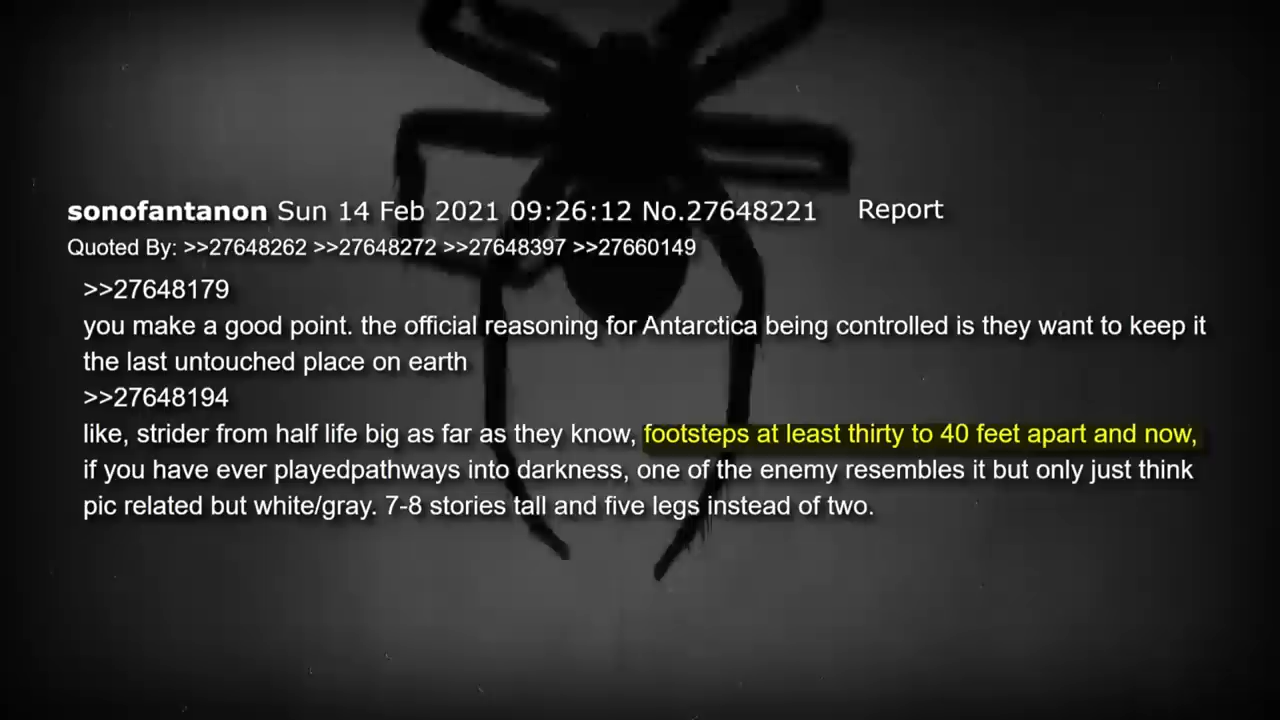 sonofantanon Sun 14 Feb 2021 09:26:12 No.27648221 Report
Quoted By: >>27648262 >>27648272 >>27648397 >>27660149
>>27648179
you make a good point. the official reasoning for Antarctica being controlled is they want to keep it
the last untouched place on earth
>>27648194
like, strider from half life big as far as they know, footsteps at least thirty to 40 feet apart and now,
if you have ever playedpathways into darkness, one of the enemy resembles it but only just think
pic related but white/gray. 7-8 stories tall and five legs instead of two.